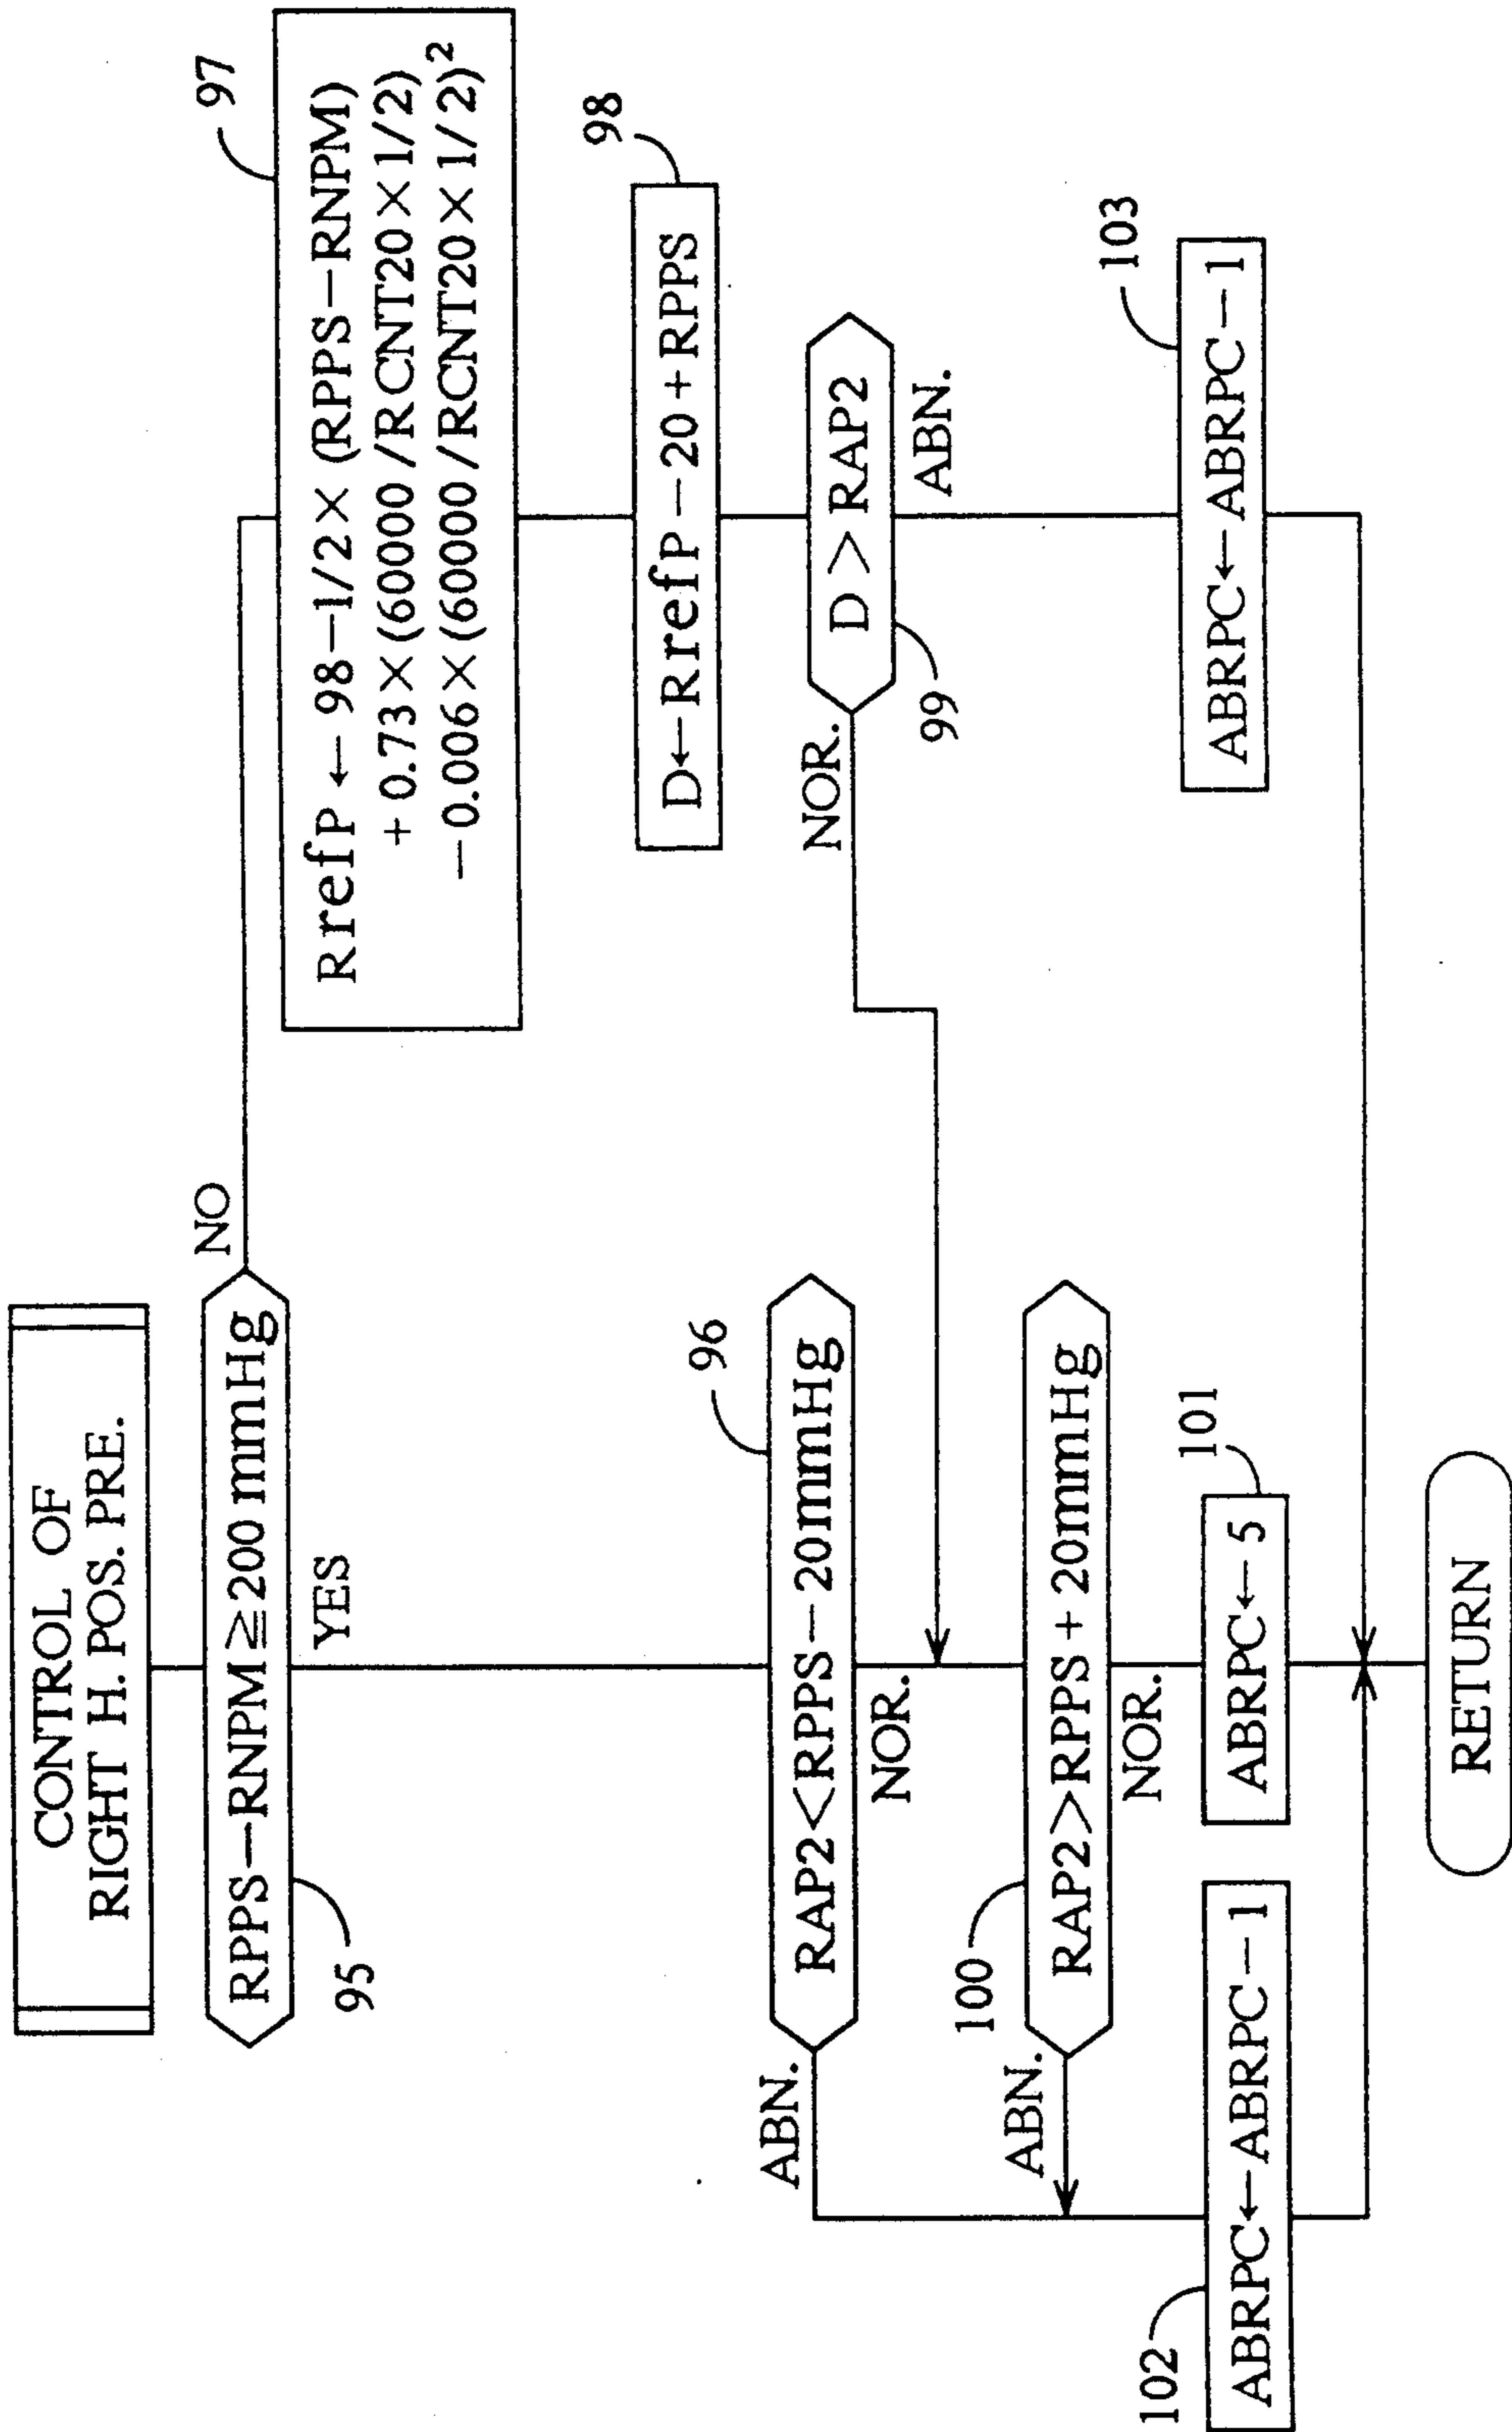 CONTROL OF
RIGHT H. POS. PRE.
RPPS-RNPM≧200 mmHg
95
NO
YES
97
RrefP ← 98-1/2×(RPPS-RNPM)
+0.73×(60000/RCNT20×1/2)
-0.006×(60000/RCNT20×1/2)²
98
D←RrefP-20+RPPS
D>RAP2
99
NOR.
ABN.
96
RAP2<RPPS-20mmHg
ABN.
NOR.
100
RAP2>RPPS+20mmHg
ABN.
NOR.
102
ABRPC←ABRPC-1
101
ABRPC←5
103
ABRPC←ABRPC-1
RETURN